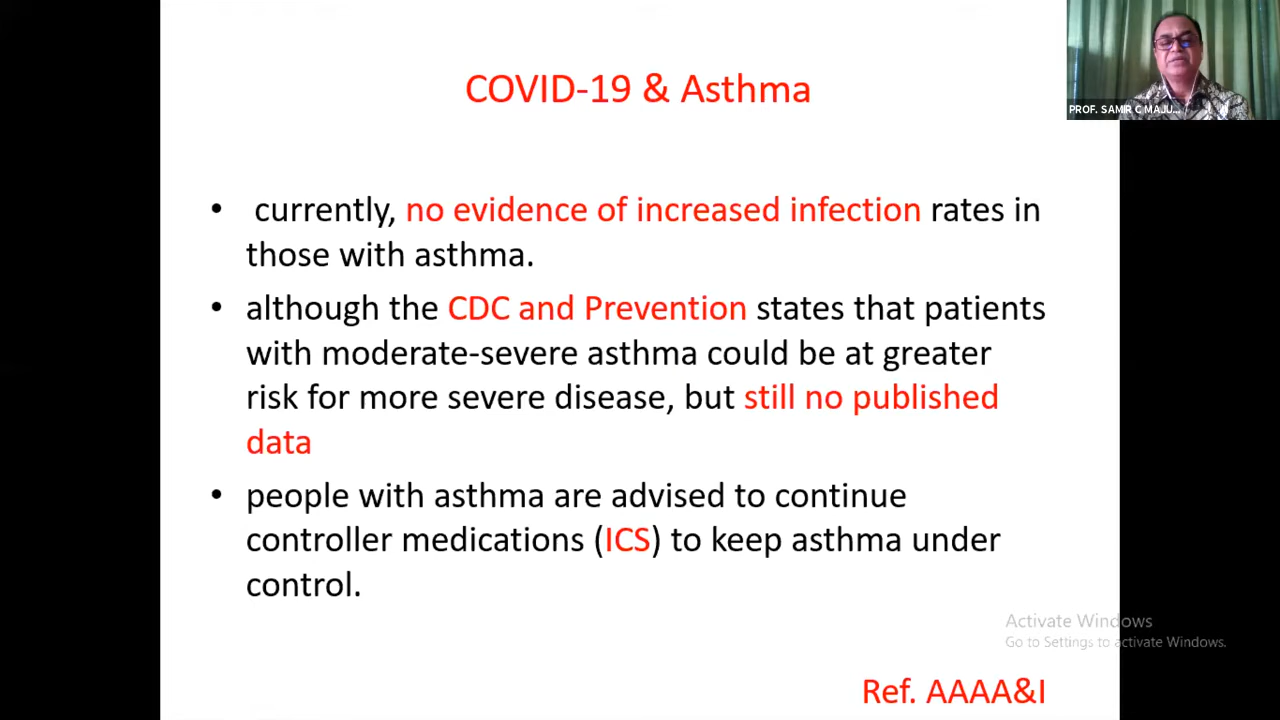 COVID-19 & Asthma
PROF. SAMIR C MAJU...
• currently, no evidence of increased infection rates in
those with asthma.
• although the CDC and Prevention states that patients
with moderate-severe asthma could be at greater
risk for more severe disease, but still no published
data
• people with asthma are advised to continue
controller medications (ICS) to keep asthma under
control.
Activate Windows
Go to Settings to activate Windows.
Ref. AAAA&I